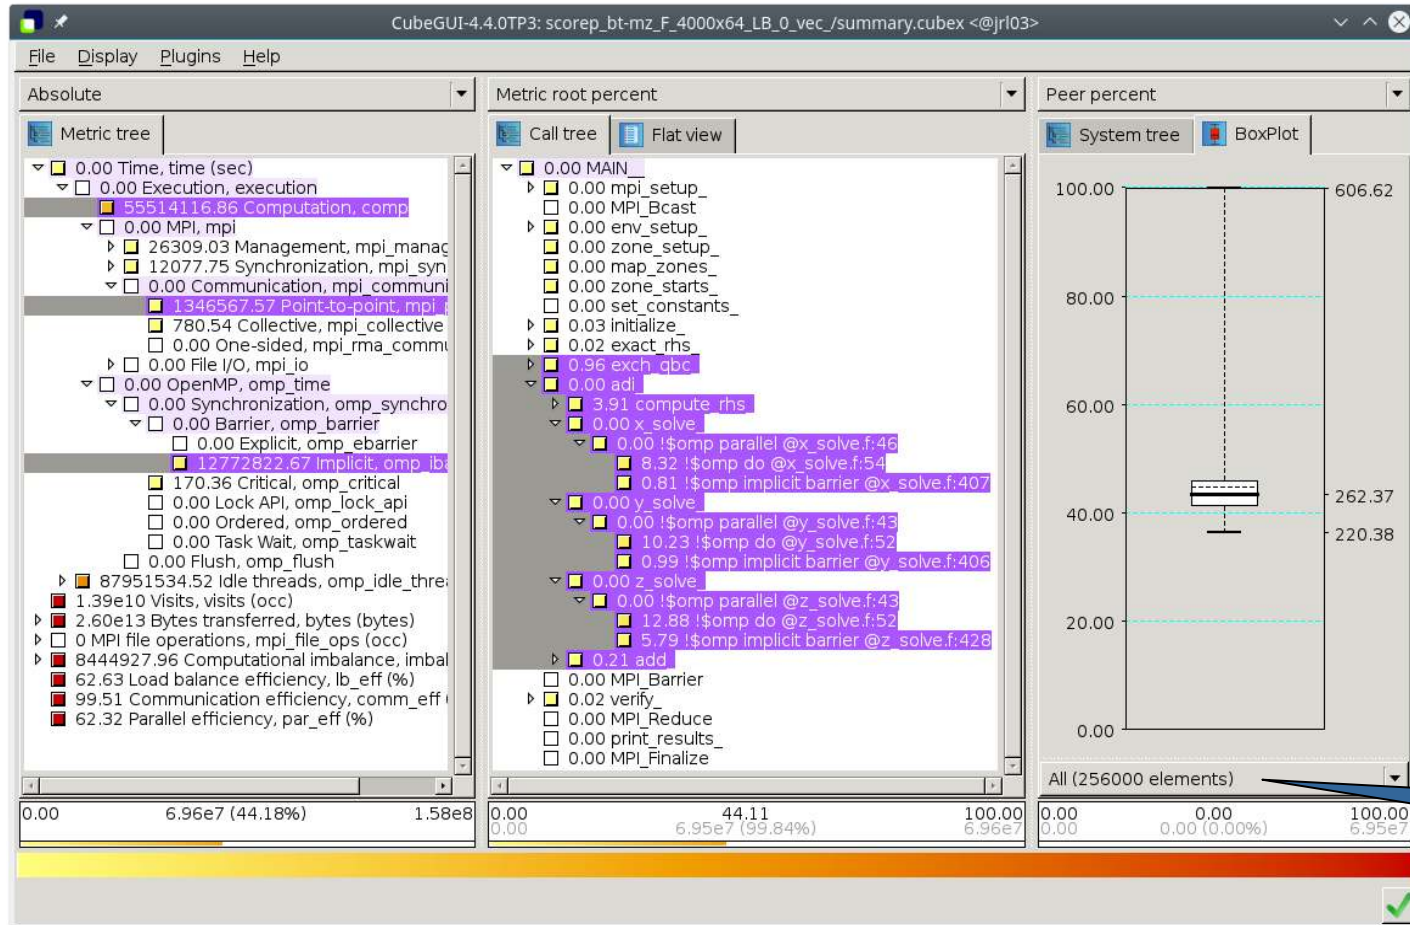 CubeGUI-4.4.0TP3: scorep_bt-mz_F_4000x64_LB_0_vec_/summary.cubex <@jrl03>
File Display Plugins Help
Absolute
Metric tree
0.00 Time, time (sec)
0.00 Execution, execution
55514116.86 Computation, comp
0.00 MPI, mpi
26309.03 Management, mpi_manag
12077.75 Synchronization, mpi_syn
0.00 Communication, mpi_communi
1346567.57 Point-to-point, mpi_
780.54 Collective, mpi_collective
0.00 One-sided, mpi_rma_commu
0.00 File I/O, mpi_io
0.00 OpenMP, omp_time
0.00 Synchronization, omp_synchro
0.00 Barrier, omp_barrier
0.00 Explicit, omp_ebarrier
12772822.67 Implicit, omp_iba
170.36 Critical, omp_critical
0.00 Lock API, omp_lock_api
0.00 Ordered, omp_ordered
0.00 Task Wait, omp_taskwait
0.00 Flush, omp_flush
87951534.52 Idle threads, omp_idle_threa
1.39e10 Visits, visits (occ)
2.60e13 Bytes transferred, bytes (bytes)
0 MPI file operations, mpi_file_ops (occ)
8444927.96 Computational imbalance, imbal
62.63 Load balance efficiency, lb_eff (%)
99.51 Communication efficiency, comm_eff (
62.32 Parallel efficiency, par_eff (%)
0.00 6.96e7 (44.18%) 1.58e8
Metric root percent
Call tree Flat view
0.00 MAIN__
0.00 mpi_setup_
0.00 MPI_Bcast
0.00 env_setup_
0.00 zone_setup_
0.00 map_zones_
0.00 zone_starts_
0.00 set_constants_
0.03 initialize_
0.02 exact_rhs_
0.96 exch_qbc_
0.00 adi_
3.91 compute_rhs_
0.00 x_solve_
0.00 !$omp parallel @x_solve.f:46
8.32 !$omp do @x_solve.f:54
0.81 !$omp implicit barrier @x_solve.f:407
0.00 y_solve_
0.00 !$omp parallel @y_solve.f:43
10.23 !$omp do @y_solve.f:52
0.99 !$omp implicit barrier @y_solve.f:406
0.00 z_solve_
0.00 !$omp parallel @z_solve.f:43
12.88 !$omp do @z_solve.f:52
5.79 !$omp implicit barrier @z_solve.f:428
0.21 add_
0.00 MPI_Barrier
0.02 verify_
0.00 MPI_Reduce
0.00 print_results_
0.00 MPI_Finalize
0.00 44.11 100.00
0.00 6.95e7 (99.84%) 6.96e7
Peer percent
System tree BoxPlot
100.00 606.62
80.00
60.00
262.37
40.00
220.38
20.00
0.00
All (256000 elements)
0.00 0.00 100.00
0.00 0.00 (0.00%) 6.95e7